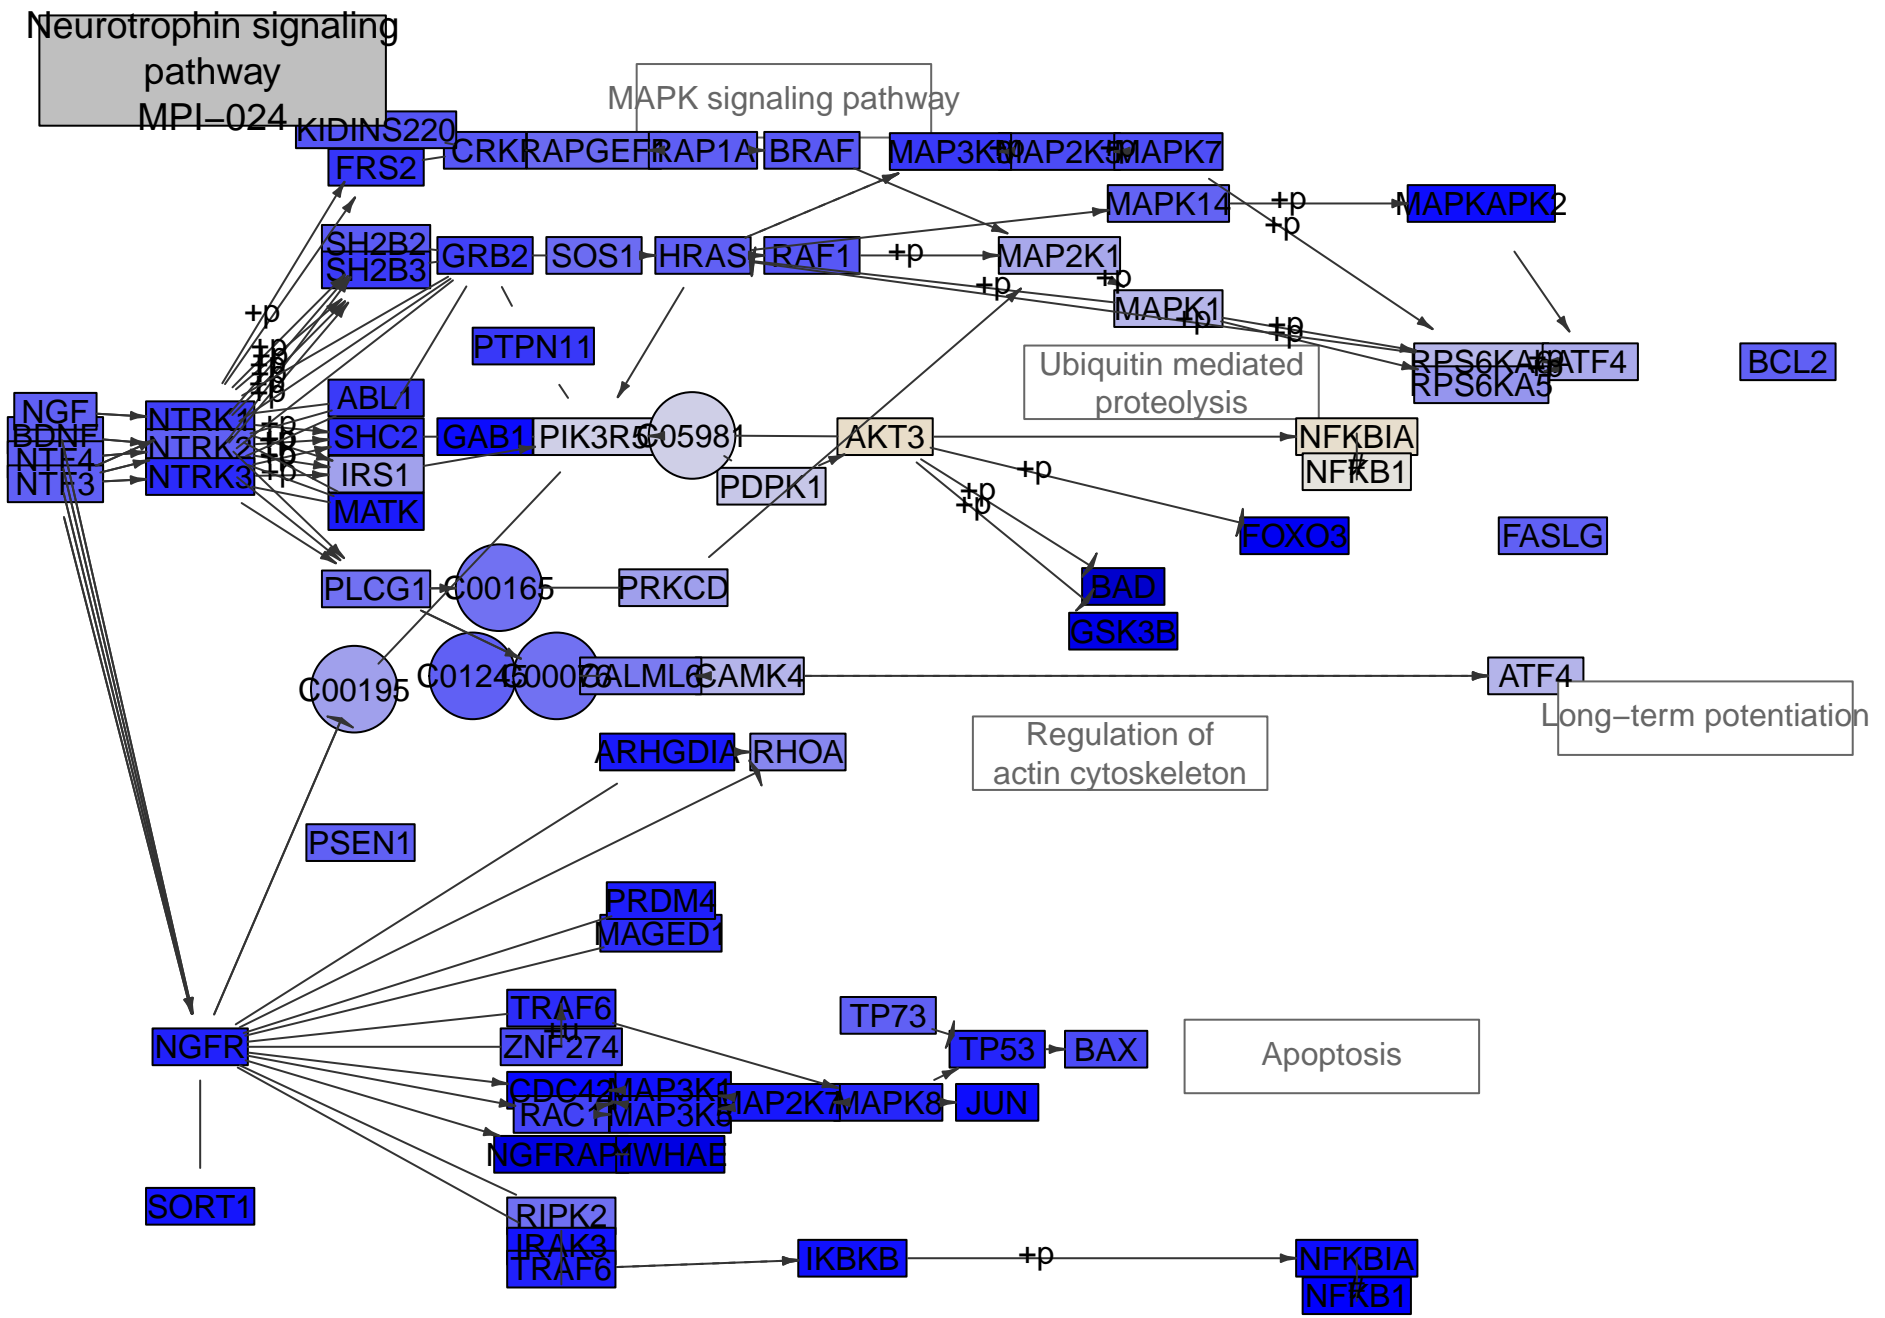 Neurotrophin signaling
pathway
MPI−024
MAPK signaling pathway
KIDINS220
FRS2
RAP1A
BRAF
MAP2K5
MAPK7
+p
MAPK14
+p
MAPKAPK2
+p
SH2B2
SH2B3
GRB2
SOS1
HRAS
RAF1
+p
MAP2K1
+p
+p
MAPK1
+p
+p
+p
+p
PTPN11
Ubiquitin mediated
proteolysis
RPS6KA5
ATF4
BCL2
+p
+p
+p
+p
+p
NGF
BDNF
NTF4
NTF3
NTRK1
NTRK2
NTRK3
+p
+p
+p
+p
ABL1
SHC2
IRS1
MATK
GAB1
PIK3R5
C05981
PDPK1
AKT3
NFKBIA
NFKB1
+p
+p
+p
FOXO3
FASLG
PLCG1
C00165
PRKCD
BAD
GSK3B
C00195
C01245
C00076
CALML6
CAMK4
ATF4
Long−term potentiation
ARHGDIA
RHOA
Regulation of
actin cytoskeleton
PSEN1
PRDM4
MAGED1
TRAF6
+u
ZNF274
TP73
NGFR
TP53
BAX
Apoptosis
CDC42
RAC1
MAP3K1
MAP3K5
MAP2K7
MAPK8
JUN
SORT1
RIPK2
IRAK3
TRAF6
IKBKB
+p
NFKBIA
NFKB1